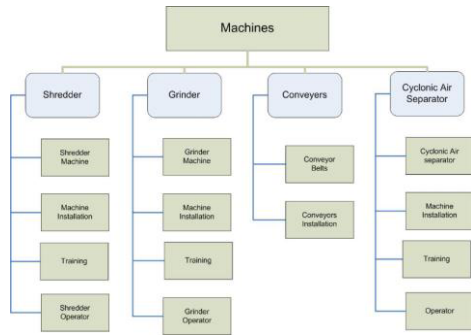 Machines
Shredder
Grinder
Conveyers
Cyclonic Air
Separator
Shredder
Machine
Grinder
Machine
Conveyor
Belts
Cyclonic Air
separator
Machine
Installation
Machine
Installation
Conveyors
Installation
Machine
Installation
Training
Training
Training
Shredder
Operator
Grinder
Operator
Operator